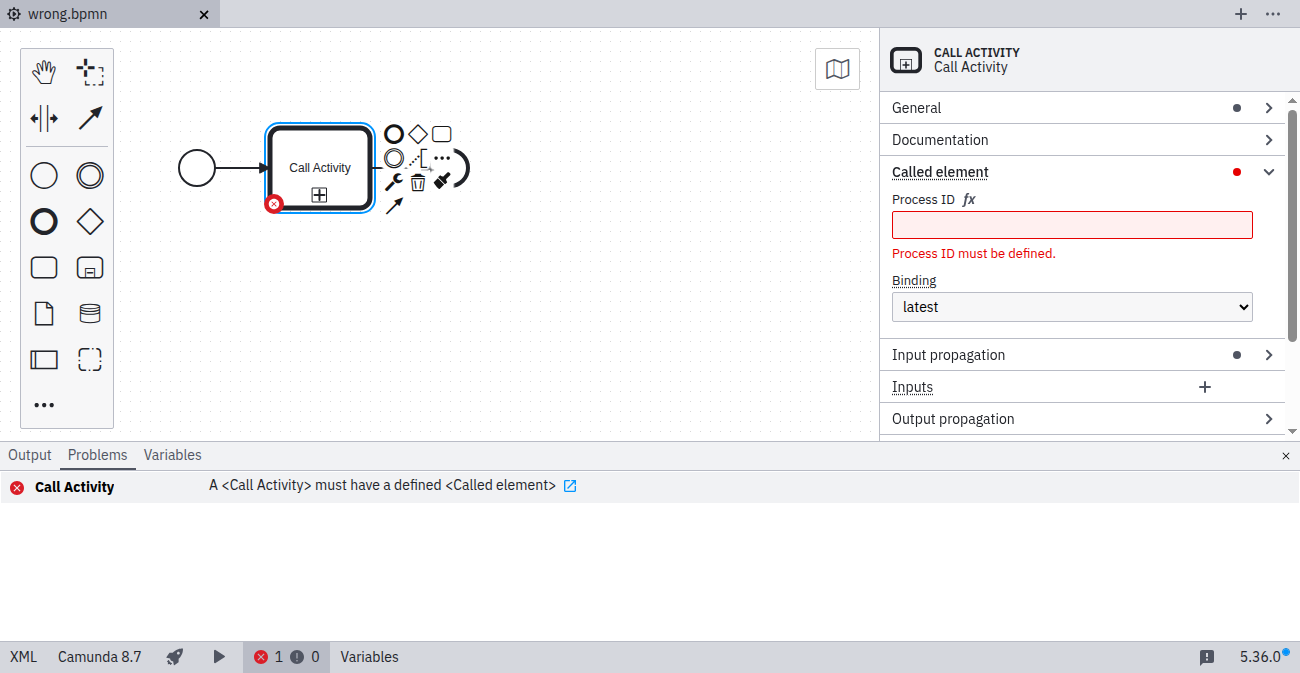 wrong.bpmn
CALL ACTIVITY
Call Activity
General
Documentation
Called element
Process ID fx
Process ID must be defined.
Binding
latest
Input propagation
Inputs
Output propagation
Call Activity
Output Problems Variables
Call Activity A <Call Activity> must have a defined <Called element>
XML Camunda 8.7 1 0 Variables 5.36.0